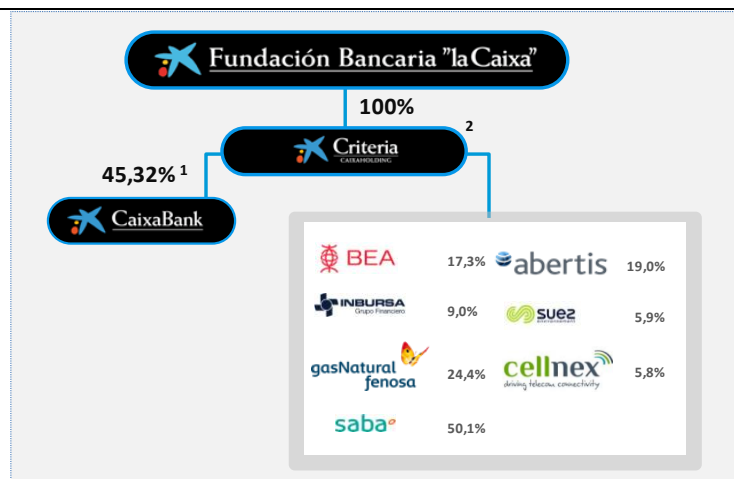 Fundación Bancaria "la Caixa"
100%
2
Criteria
CAIXAHOLDING
45,32% 1
CaixaBank
BEA 17,3%
abertis 19,0%
INBURSA
Grupo Financiero
9,0%
suez
environnement
5,9%
gasNatural
fenosa
24,4%
cellnex
driving telecom connectivity
5,8%
saba 50,1%